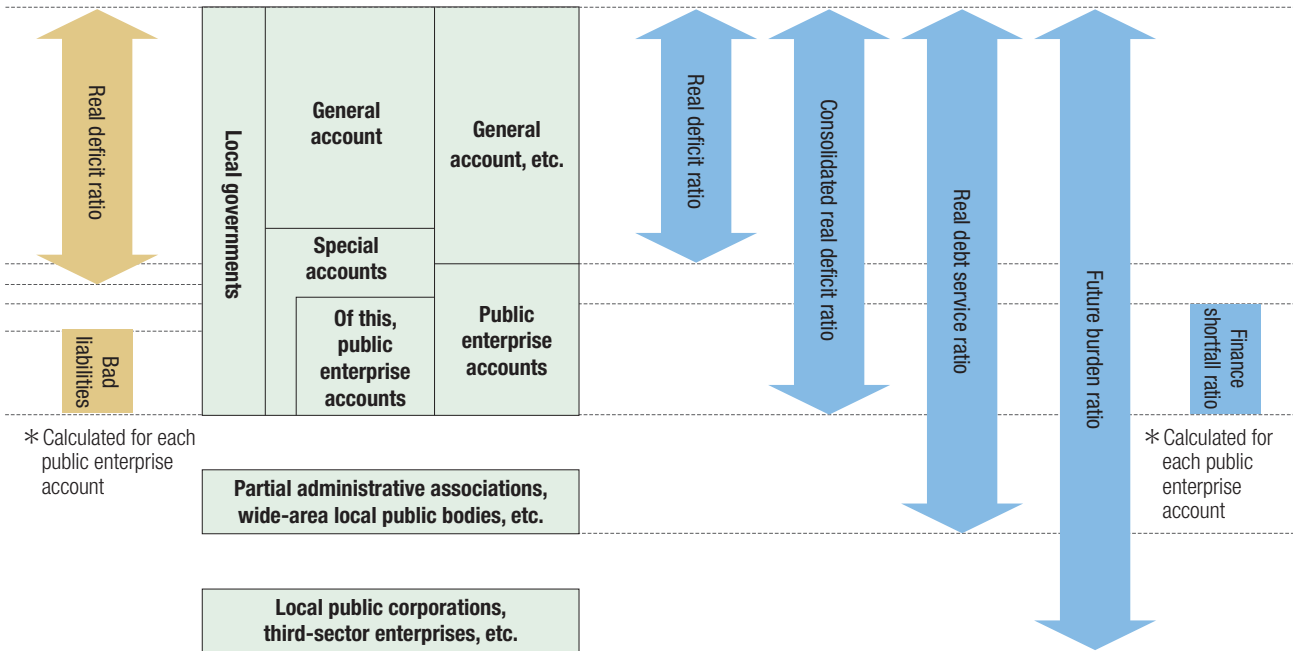 Real deficit ratio
Bad
liabilities
＊Calculated for each
public enterprise
account
Local governments
General
account
General
account, etc.
Special
accounts
Of this,
public
enterprise
accounts
Public
enterprise
accounts
Partial administrative associations,
wide-area local public bodies, etc.
Local public corporations,
third-sector enterprises, etc.
Real deficit ratio
Consolidated real deficit ratio
Real debt service ratio
Future burden ratio
Finance
shortfall ratio
＊Calculated for
each public
enterprise
account